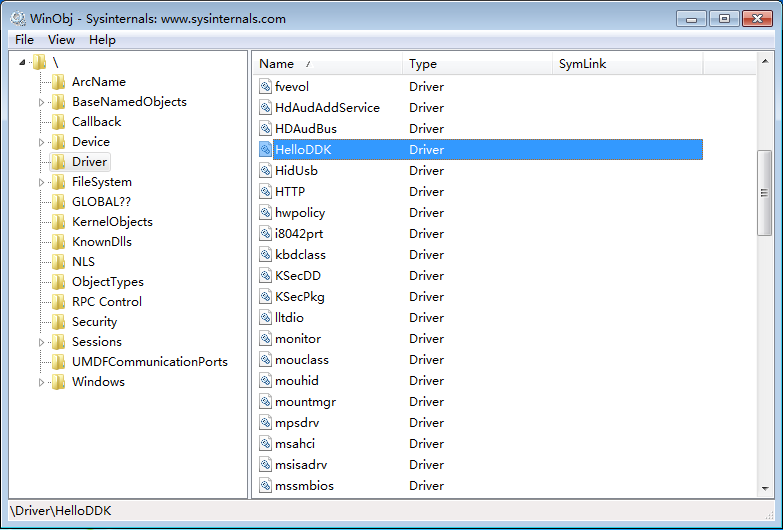 WinObj - Sysinternals: www.sysinternals.com
File View Help
\
ArcName
BaseNamedObjects
Callback
Device
Driver
FileSystem
GLOBAL??
KernelObjects
KnownDlls
NLS
ObjectTypes
RPC Control
Security
Sessions
UMDFCommunicationPorts
Windows
Name Type SymLink
fvevol Driver
HdAudAddService Driver
HDAudBus Driver
HelloDDK Driver
HidUsb Driver
HTTP Driver
hwpolicy Driver
i8042prt Driver
kbdclass Driver
KSecDD Driver
KSecPkg Driver
lltdio Driver
monitor Driver
mouclass Driver
mouhid Driver
mountmgr Driver
mpsdrv Driver
msahci Driver
msisadrv Driver
mssmbios Driver
\Driver\HelloDDK